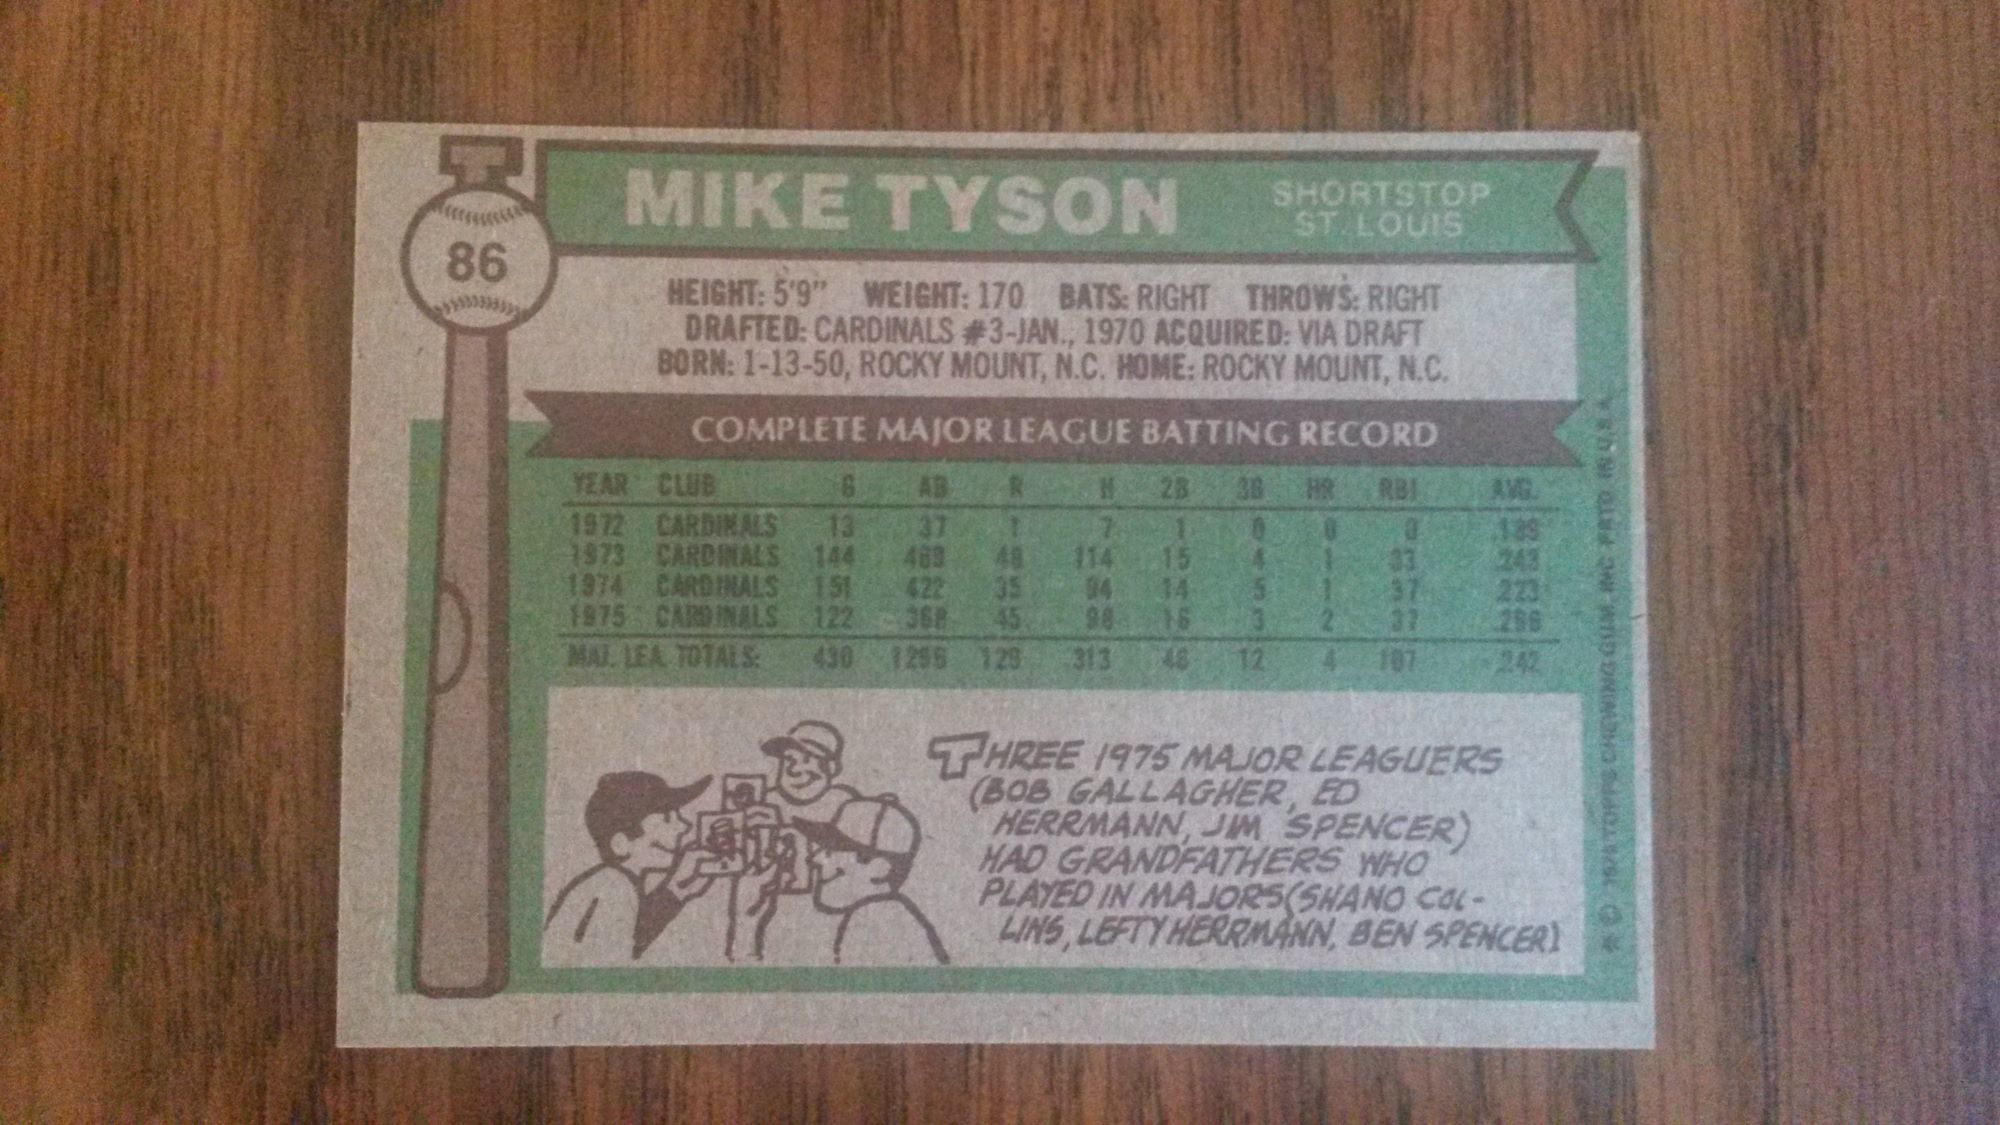 86
MIKE TYSON
SHORTSTOP
ST. LOUIS
HEIGHT: 5'9" WEIGHT: 170 BATS: RIGHT THROWS: RIGHT
DRAFTED: CARDINALS #3-JAN., 1970 ACQUIRED: VIA DRAFT
BORN: 1-13-50, ROCKY MOUNT, N.C. HOME: ROCKY MOUNT, N.C.
COMPLETE MAJOR LEAGUE BATTING RECORD
YEAR CLUB G AB R H 2B 3B HR RBI AVG.
1972 CARDINALS 13 37 1 7 1 0 0 0 .189
1973 CARDINALS 144 469 48 114 15 4 1 33 .243
1974 CARDINALS 151 422 35 94 14 5 1 37 .223
1975 CARDINALS 122 368 45 98 16 3 2 37 .266
MAJ. LEA. TOTALS: 430 1296 129 313 46 12 4 107 .242
THREE 1975 MAJOR LEAGUERS
(BOB GALLAGHER, ED
HERRMANN, JIM SPENCER)
HAD GRANDFATHERS WHO
PLAYED IN MAJORS (SHANO COL-
LINS, LEFTY HERRMANN, BEN SPENCER)
* © TOPPS CHEWING GUM, INC. PRTD. IN U.S.A.